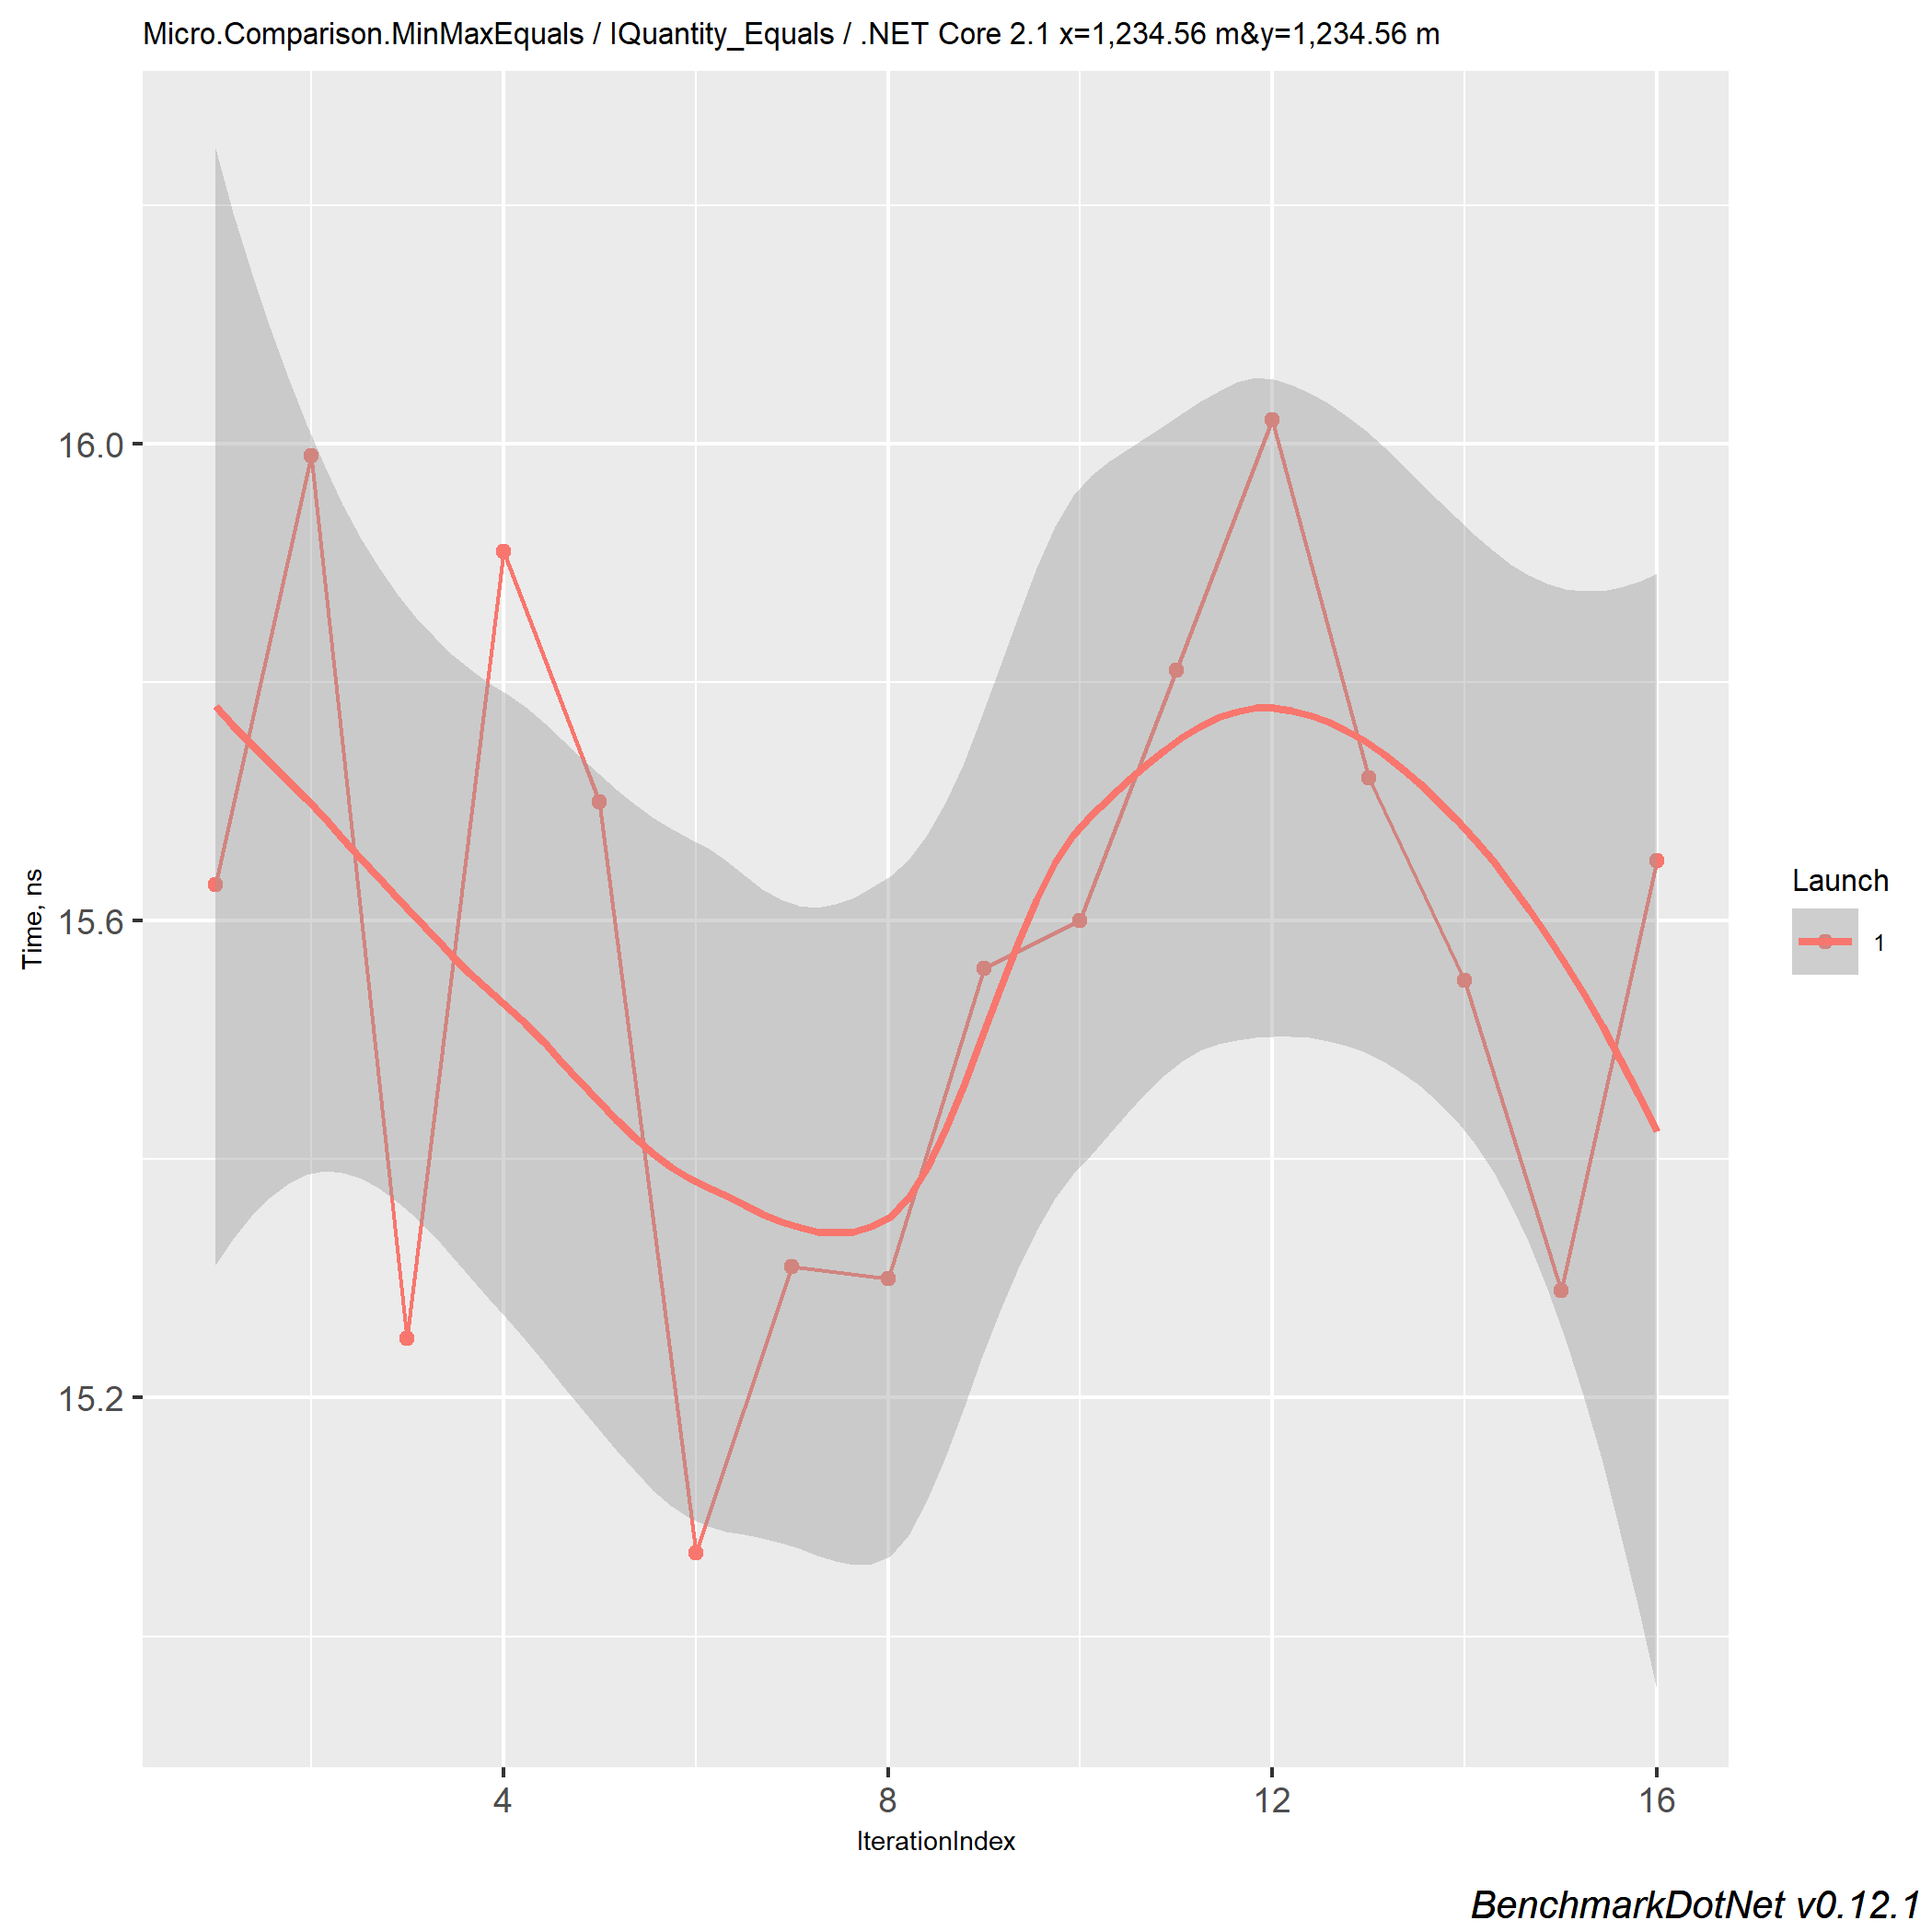 Micro.Comparison.MinMaxEquals / IQuantity_Equals / .NET Core 2.1 x=1,234.56 m&y=1,234.56 m
16.0
15.6
15.2
Time, ns
4 8 12 16
IterationIndex
Launch
1
BenchmarkDotNet v0.12.1